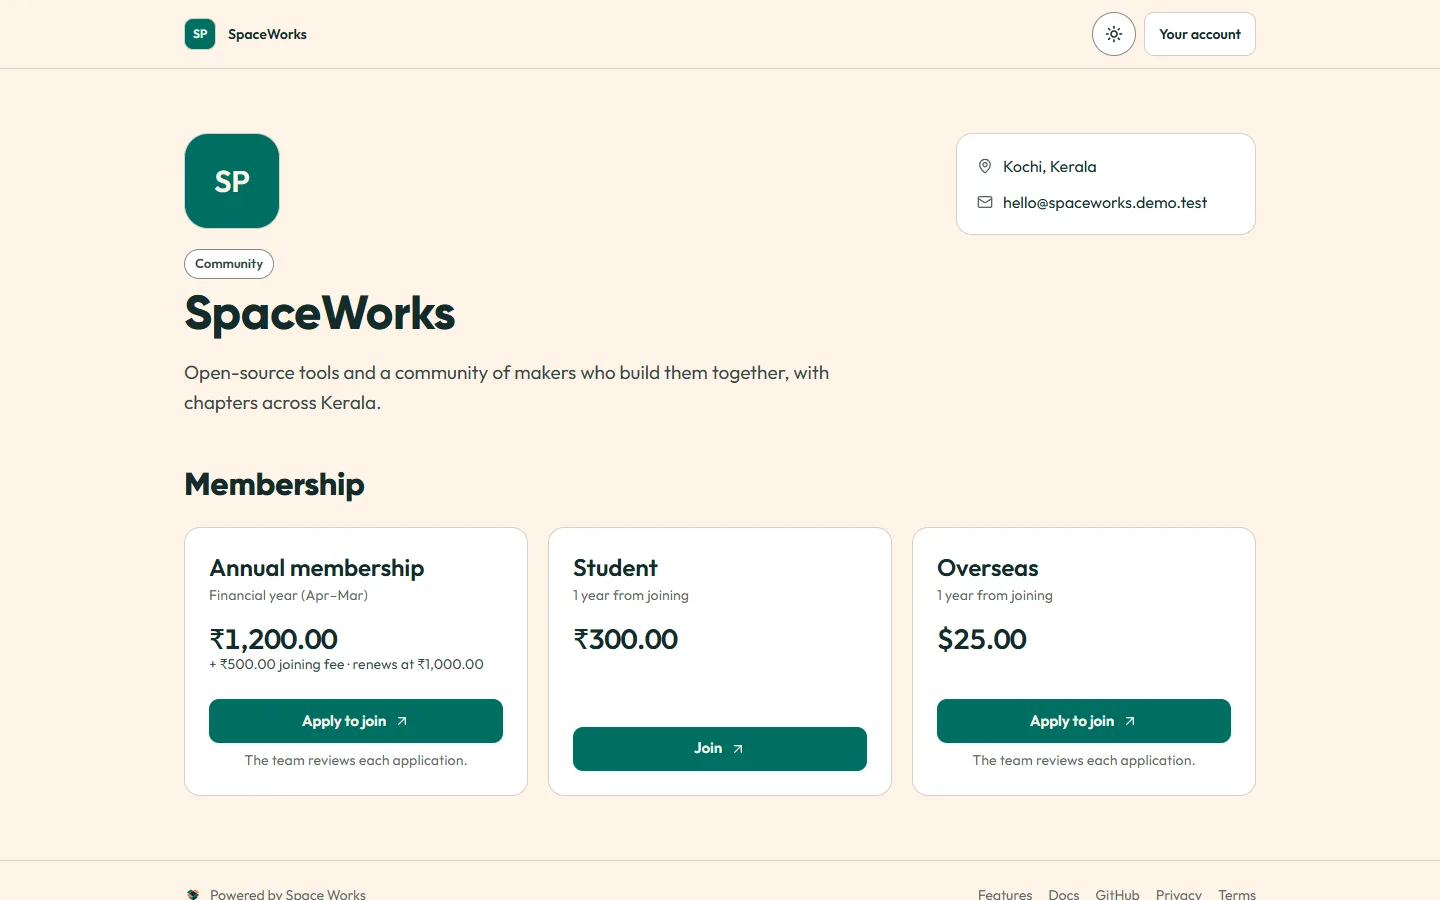 SP SpaceWorks
Your account
SP
Kochi, Kerala
hello@spaceworks.demo.test
Community
SpaceWorks
Open-source tools and a community of makers who build them together, with
chapters across Kerala.
Membership
Annual membership
Financial year (Apr–Mar)
₹1,200.00
+ ₹500.00 joining fee · renews at ₹1,000.00
Apply to join
The team reviews each application.
Student
1 year from joining
₹300.00
Join
Overseas
1 year from joining
$25.00
Apply to join
The team reviews each application.
Powered by Space Works
Features Docs GitHub Privacy Terms